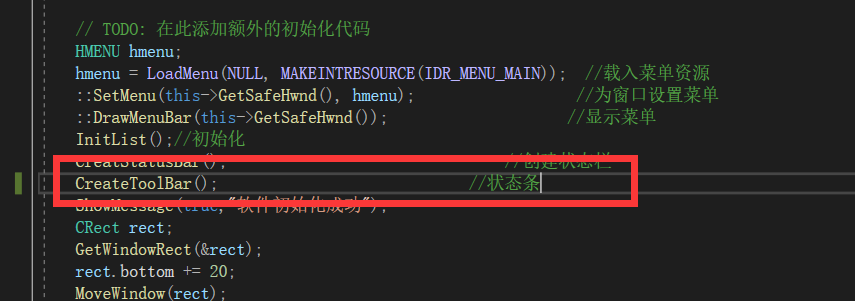 // TODO: 在此添加额外的初始化代码
HMENU hmenu;
hmenu = LoadMenu(NULL, MAKEINTRESOURCE(IDR_MENU_MAIN));  //载入菜单资源
::SetMenu(this->GetSafeHwnd(), hmenu);  //为窗口设置菜单
::DrawMenuBar(this->GetSafeHwnd());  //显示菜单
InitList();//初始化
CreatStatusBar();  //创建状态栏
CreateToolBar();  //状态条
ShowMessage(true,"软件初始化成功");
CRect rect;
GetWindowRect(&rect);
rect.bottom += 20;
MoveWindow(rect);